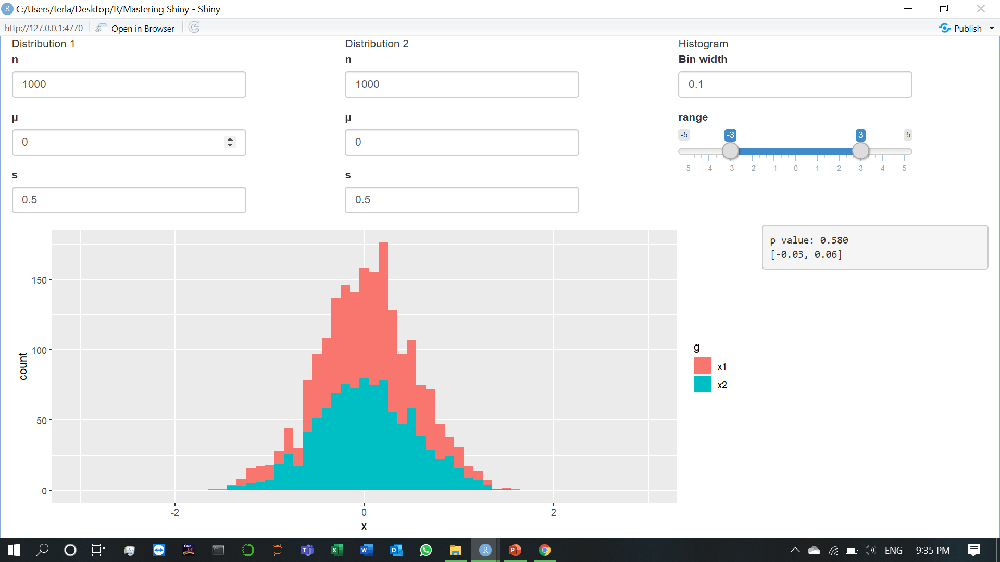 C:/Users/terla/Desktop/R/Mastering Shiny - Shiny
http://127.0.0.1:4770 Open in Browser Publish
Distribution 1
n
1000
μ
0
s
0.5
Distribution 2
n
1000
μ
0
s
0.5
Histogram
Bin width
0.1
range
-5 -3 3 5
-5 -4 -3 -2 -1 0 1 2 3 4 5
p value: 0.580
[-0.03, 0.06]
count
150
100
50
0
-2 0 2
x
g
x1
x2
ENG 9:35 PM